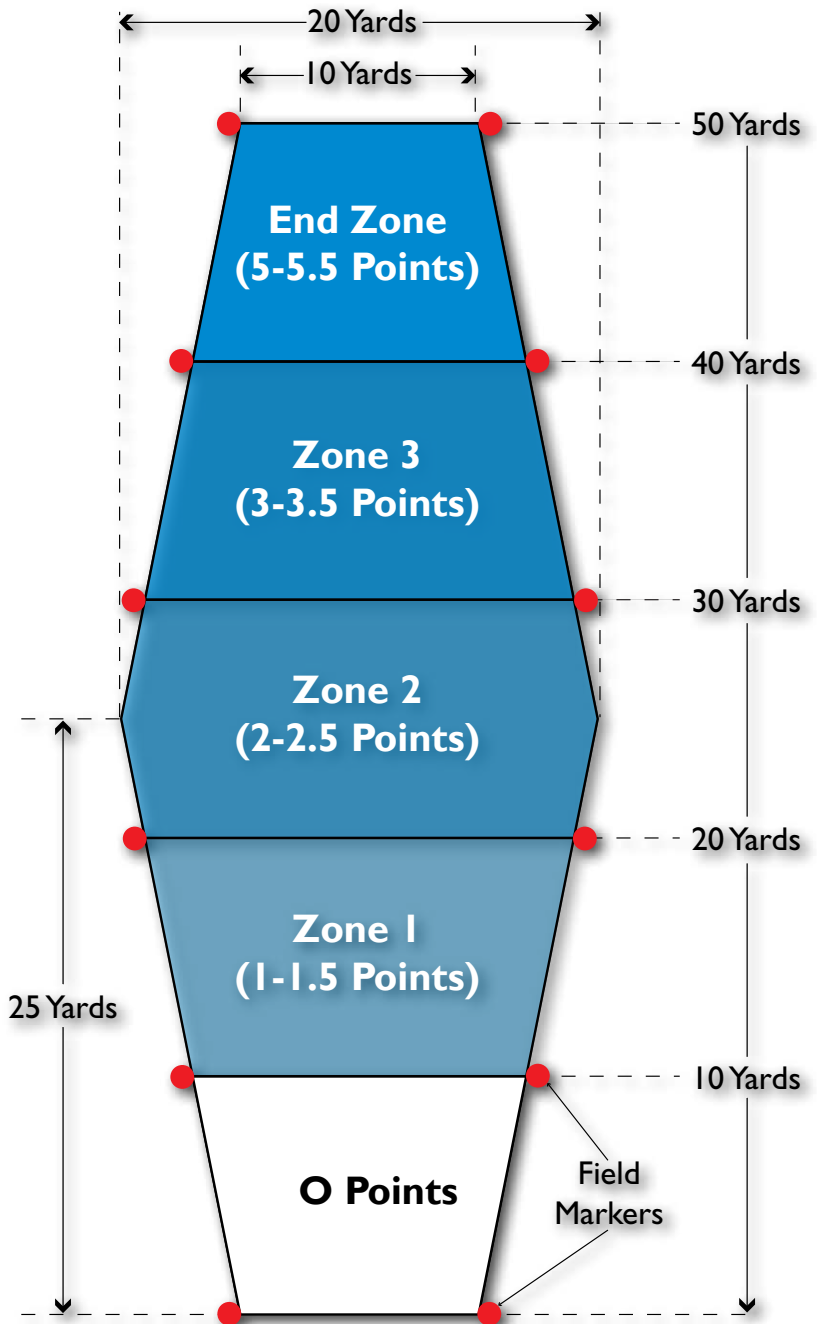 20 Yards
10 Yards
50 Yards
End Zone
(5-5.5 Points)
40 Yards
Zone 3
(3-3.5 Points)
30 Yards
Zone 2
(2-2.5 Points)
20 Yards
Zone 1
(1-1.5 Points)
25 Yards
10 Yards
O Points
Field
Markers